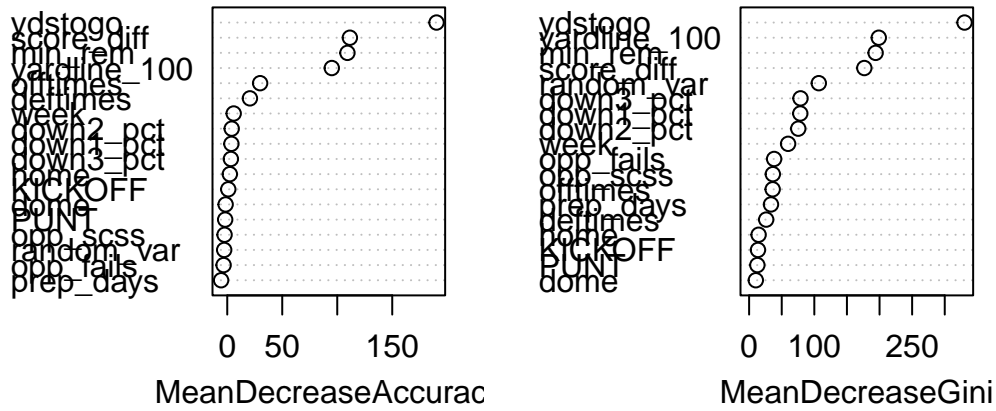 ydstogo
score_diff
min_rem
yardline_100
offtimes
deftimes
week
down2_pct
down1_pct
down3_pct
home
KICKOFF
dome
PUNT
opp_scss
random_var
opp_fails
prep_days
0 50 150
MeanDecreaseAccurac
ydstogo
yardline_100
min_rem
score_diff
random_var
down3_pct
down1_pct
down2_pct
week
opp_fails
opp_scss
offtimes
prep_days
deftimes
home
KICKOFF
PUNT
dome
0 100 250
MeanDecreaseGini